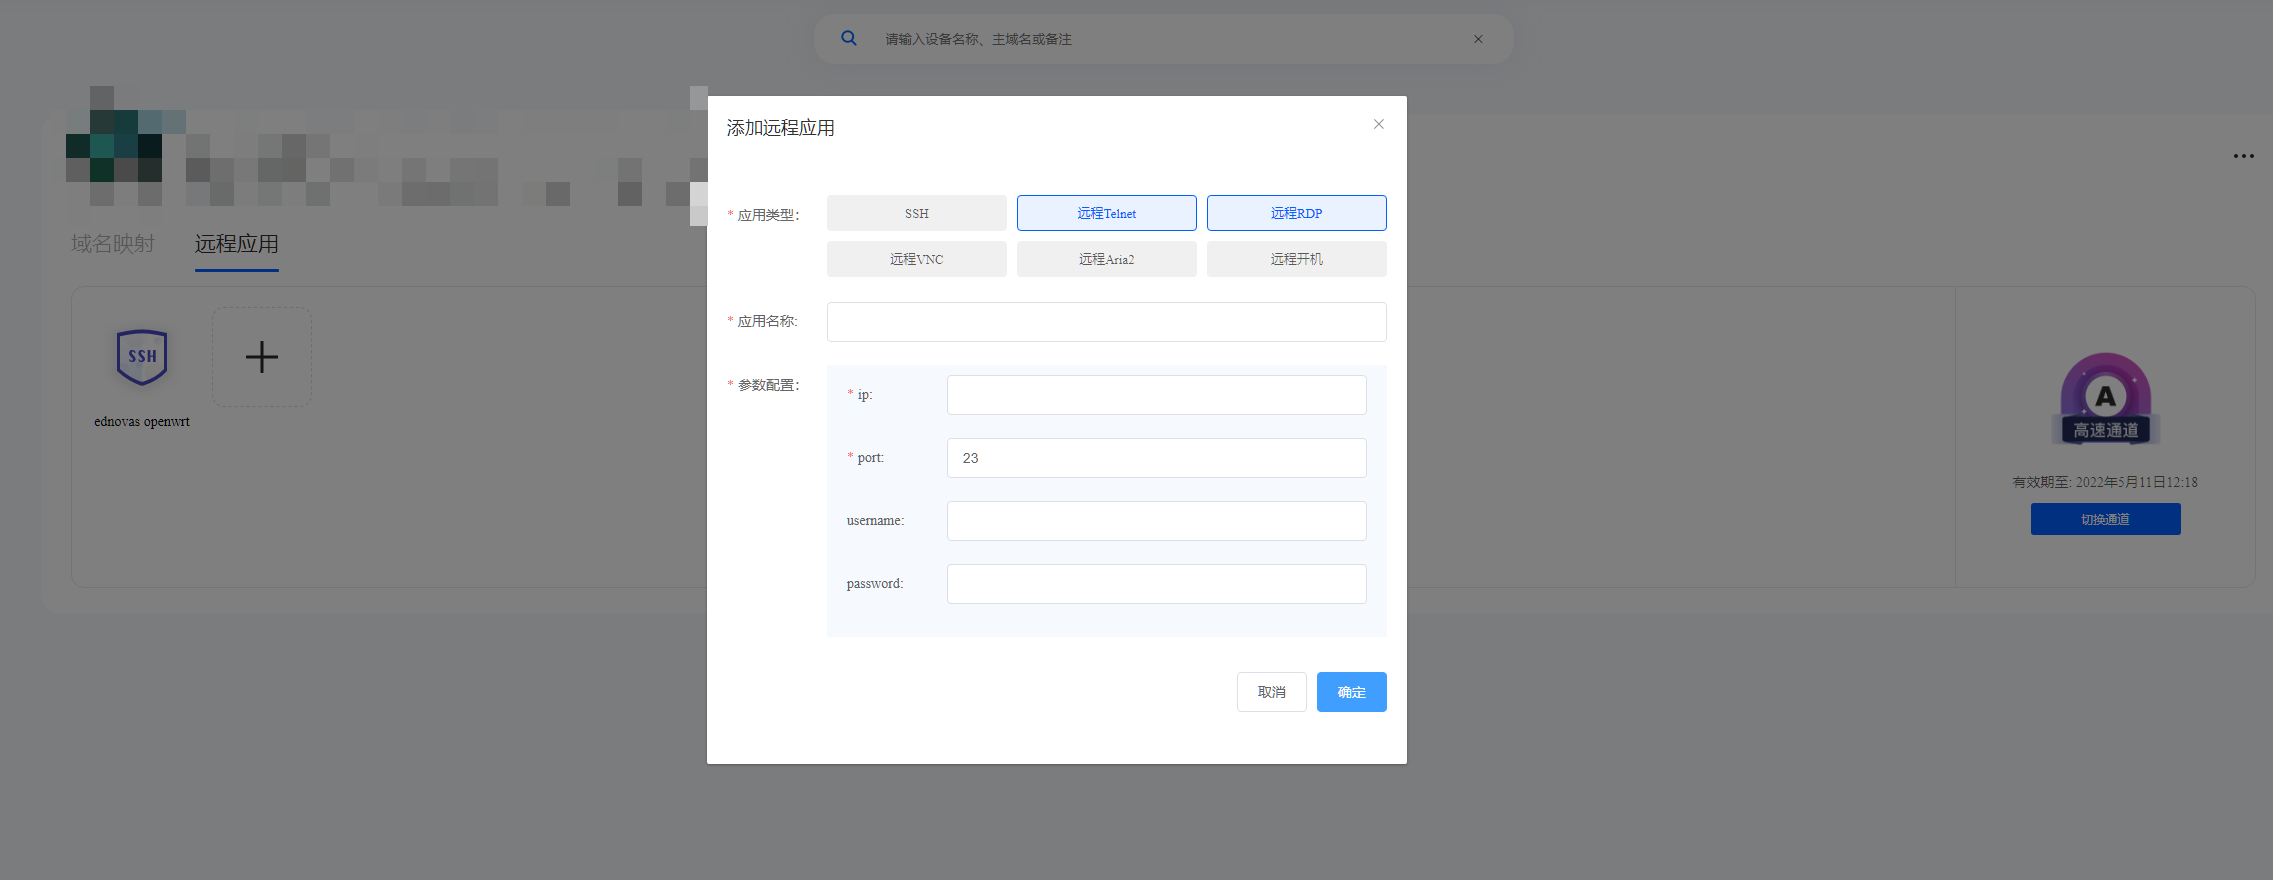 请输入设备名称、主域名或备注
域名映射
远程应用
SSH
ednovas openwrt
添加远程应用
* 应用类型:
SSH
远程Telnet
远程RDP
远程VNC
远程Aria2
远程开机
* 应用名称:
* 参数配置:
* ip:
* port:
23
username:
password:
取消
确定
A
高速通道
有效期至: 2022年5月11日12:18
切换通道